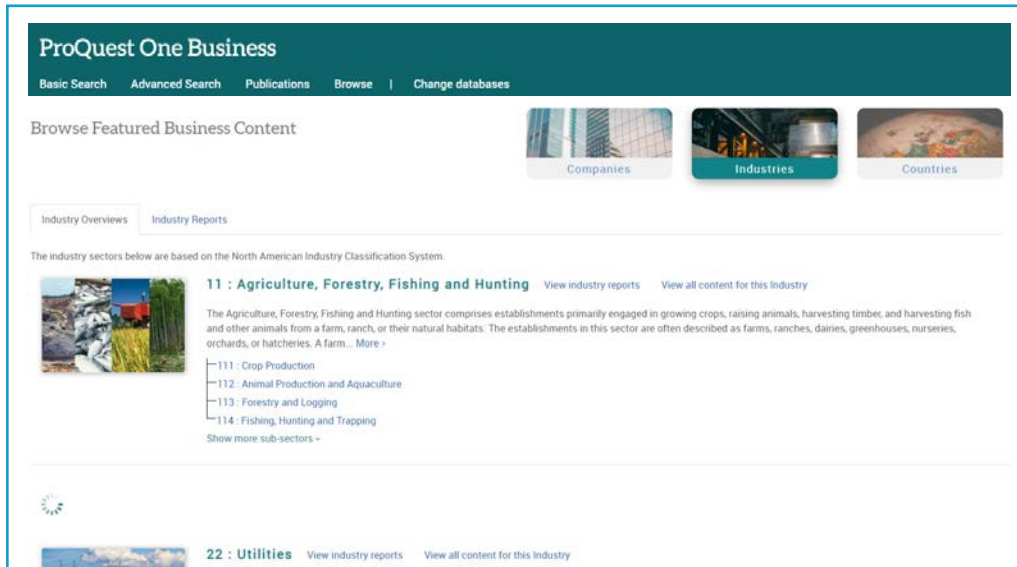 ProQuest One Business
Basic Search Advanced Search Publications Browse | Change databases
Browse Featured Business Content
Companies Industries Countries
Industry Overviews Industry Reports
The industry sectors below are based on the North American Industry Classification System.
11 : Agriculture, Forestry, Fishing and Hunting View industry reports View all content for this Industry
The Agriculture, Forestry, Fishing and Hunting sector comprises establishments primarily engaged in growing crops, raising animals, harvesting timber, and harvesting fish
and other animals from a farm, ranch, or their natural habitats. The establishments in this sector are often described as farms, ranches, dairies, greenhouses, nurseries,
orchards, or hatcheries. A farm... More ›
111 : Crop Production
112 : Animal Production and Aquaculture
113 : Forestry and Logging
114 : Fishing, Hunting and Trapping
Show more sub-sectors
22 : Utilities View industry reports View all content for this Industry